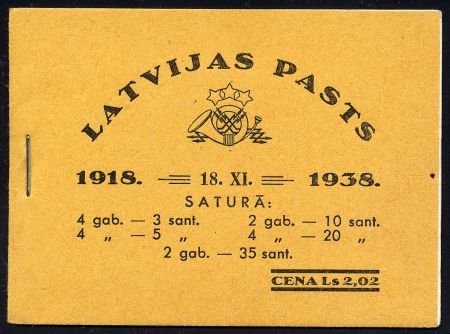 LATVIJAS PASTS
1918. 18. XI. 1938.
SATURĀ:
4 gab. — 3 sant. 2 gab. — 10 sant.
4 „ — 5 „ 4 „ — 20 „
2 gab. — 35 sant.
CENA Ls 2,02